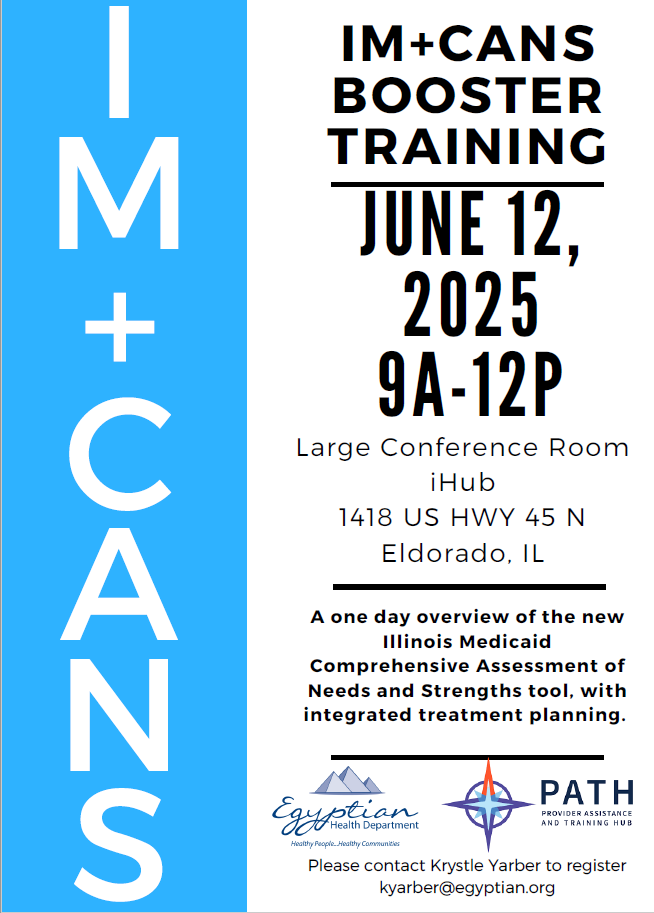 I
M
+
C
A
N
S
IM+CANS
BOOSTER
TRAINING
JUNE 12,
2025
9A-12P
Large Conference Room
iHub
1418 US HWY 45 N
Eldorado, IL
A one day overview of the new
Illinois Medicaid
Comprehensive Assessment of
Needs and Strengths tool, with
integrated treatment planning.
Egyptian
Health Department
Healthy People...Healthy Communities
PATH
PROVIDER ASSISTANCE
AND TRAINING HUB
Please contact Krystle Yarber to register
kyarber@egyptian.org